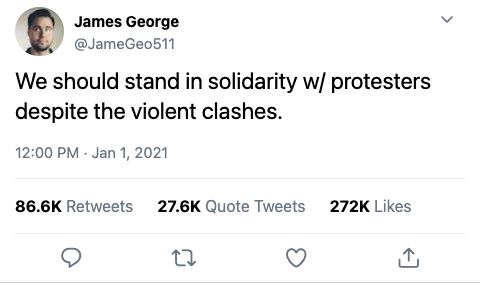 James George
@JameGeo511
We should stand in solidarity w/ protesters
despite the violent clashes.
12:00 PM · Jan 1, 2021
86.6K Retweets 27.6K Quote Tweets 272K Likes